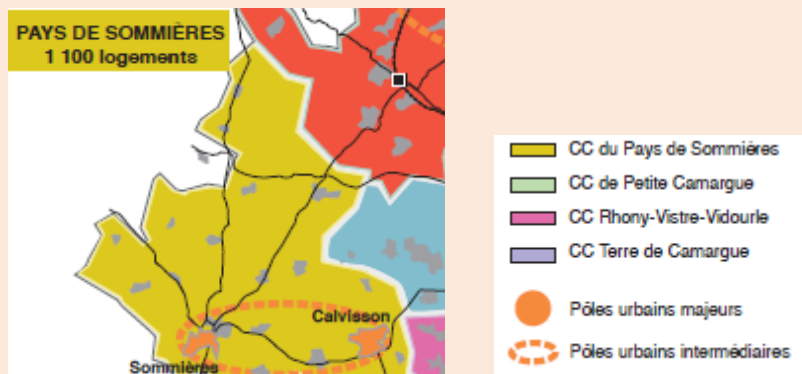 PAYS DE SOMMIÈRES
1 100 logements
Calvisson
Sommières
CC du Pays de Sommières
CC de Petite Camargue
CC Rhony-Vistre-Vidourle
CC Terre de Camargue
Pôles urbains majeurs
Pôles urbains intermédiaires